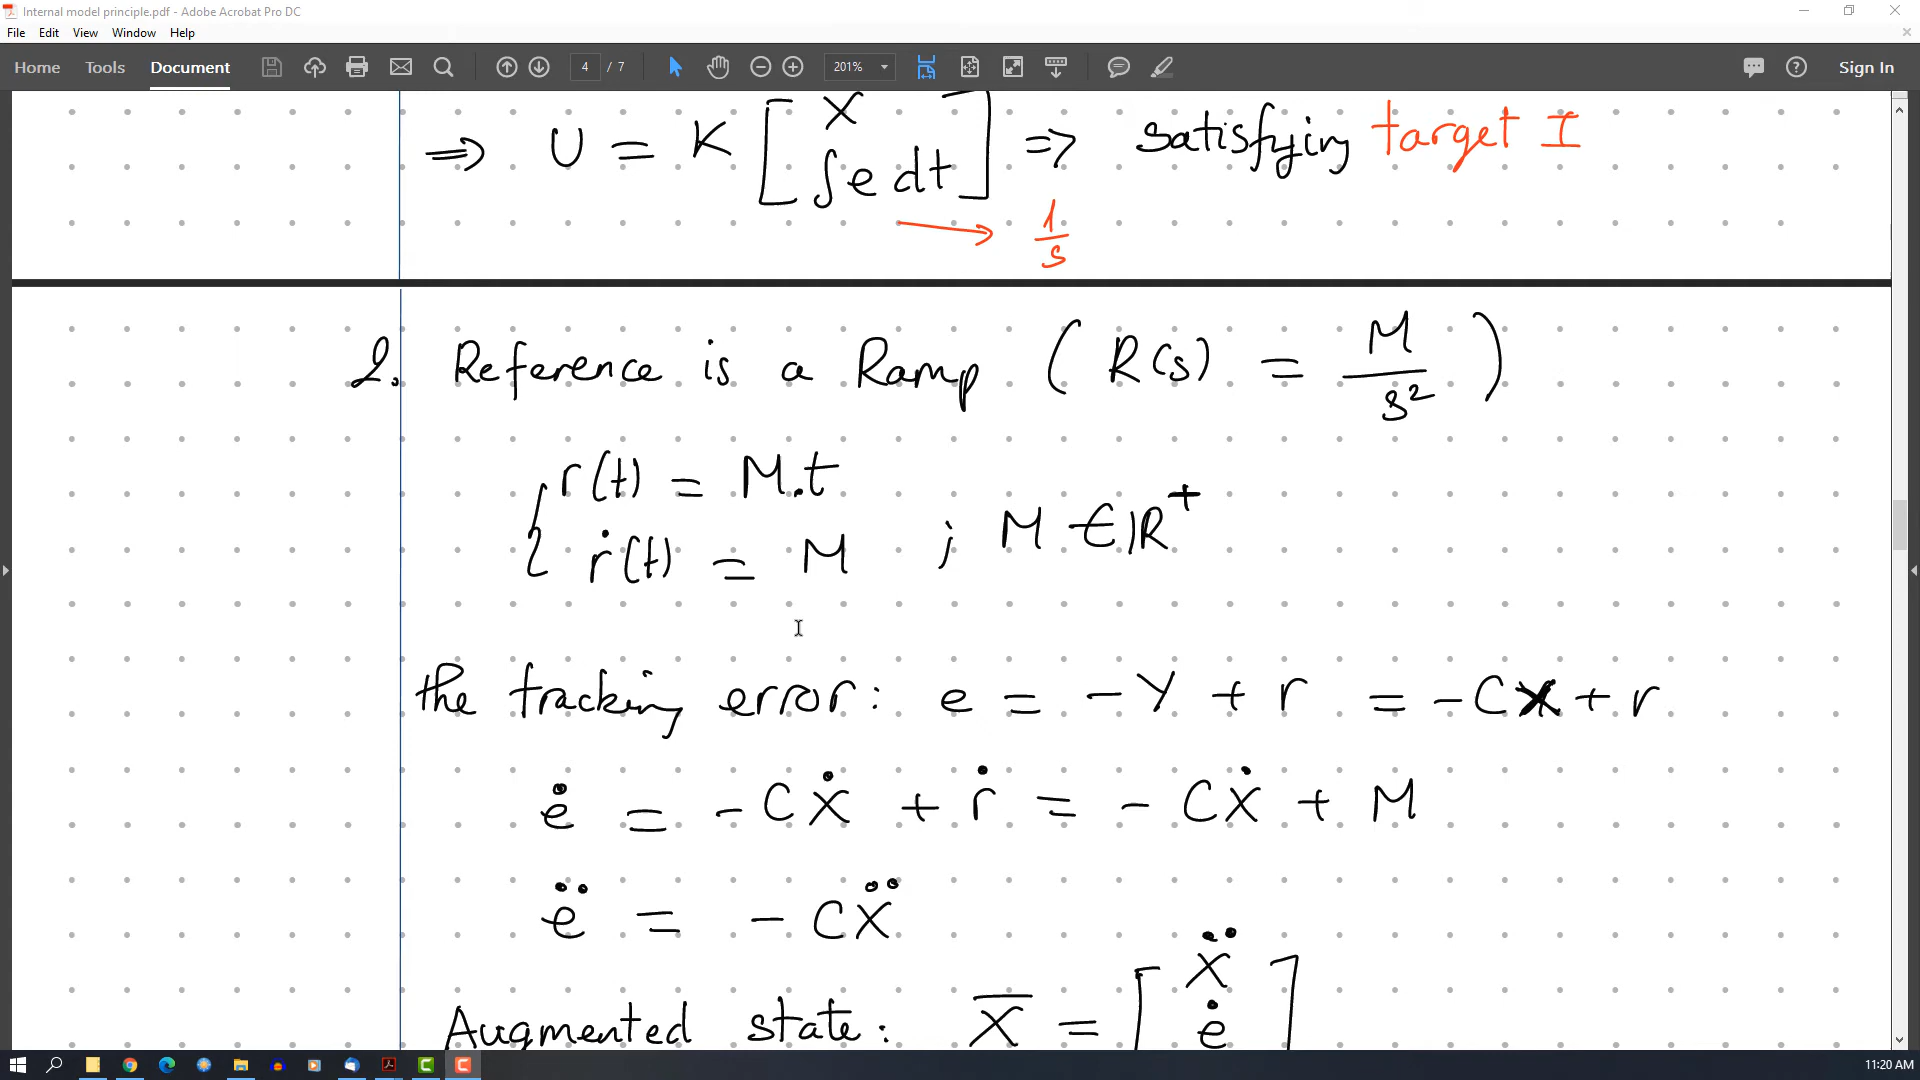 Internal model principle.pdf - Adobe Acrobat Pro DC
File Edit View Window Help
Home Tools Document 4 / 7 201% Sign In
⇒ U = K [ X ∫e dt ] ⇒ satisfying target I
1/s
2. Reference is a Ramp ( R(s) = M/s² )
r(t) = M.t
ṙ(t) = M ; M ∈ ℝ⁺
the tracking error: e = -Y + r = -CX + r
ė = -CẊ + ṙ = -CẊ + M
ë = -CẌ
Augmented state: X̄ = [ Ẍ ė ]
11:20 AM